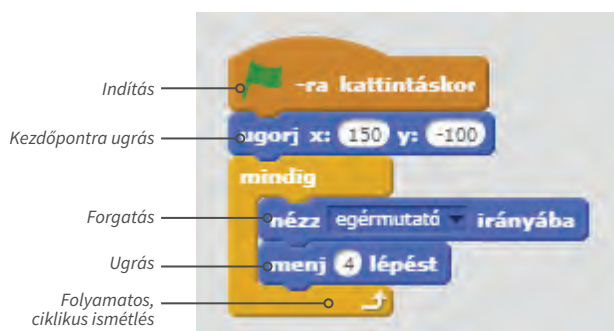 Indítás
-ra kattintáskor
Kezdőpontra ugrás
ugorj x: 150 y: -100
mindig
Forgatás
nézz egérmutató irányába
Ugrás
menj 4 lépést
Folyamatos,
ciklikus ismétlés